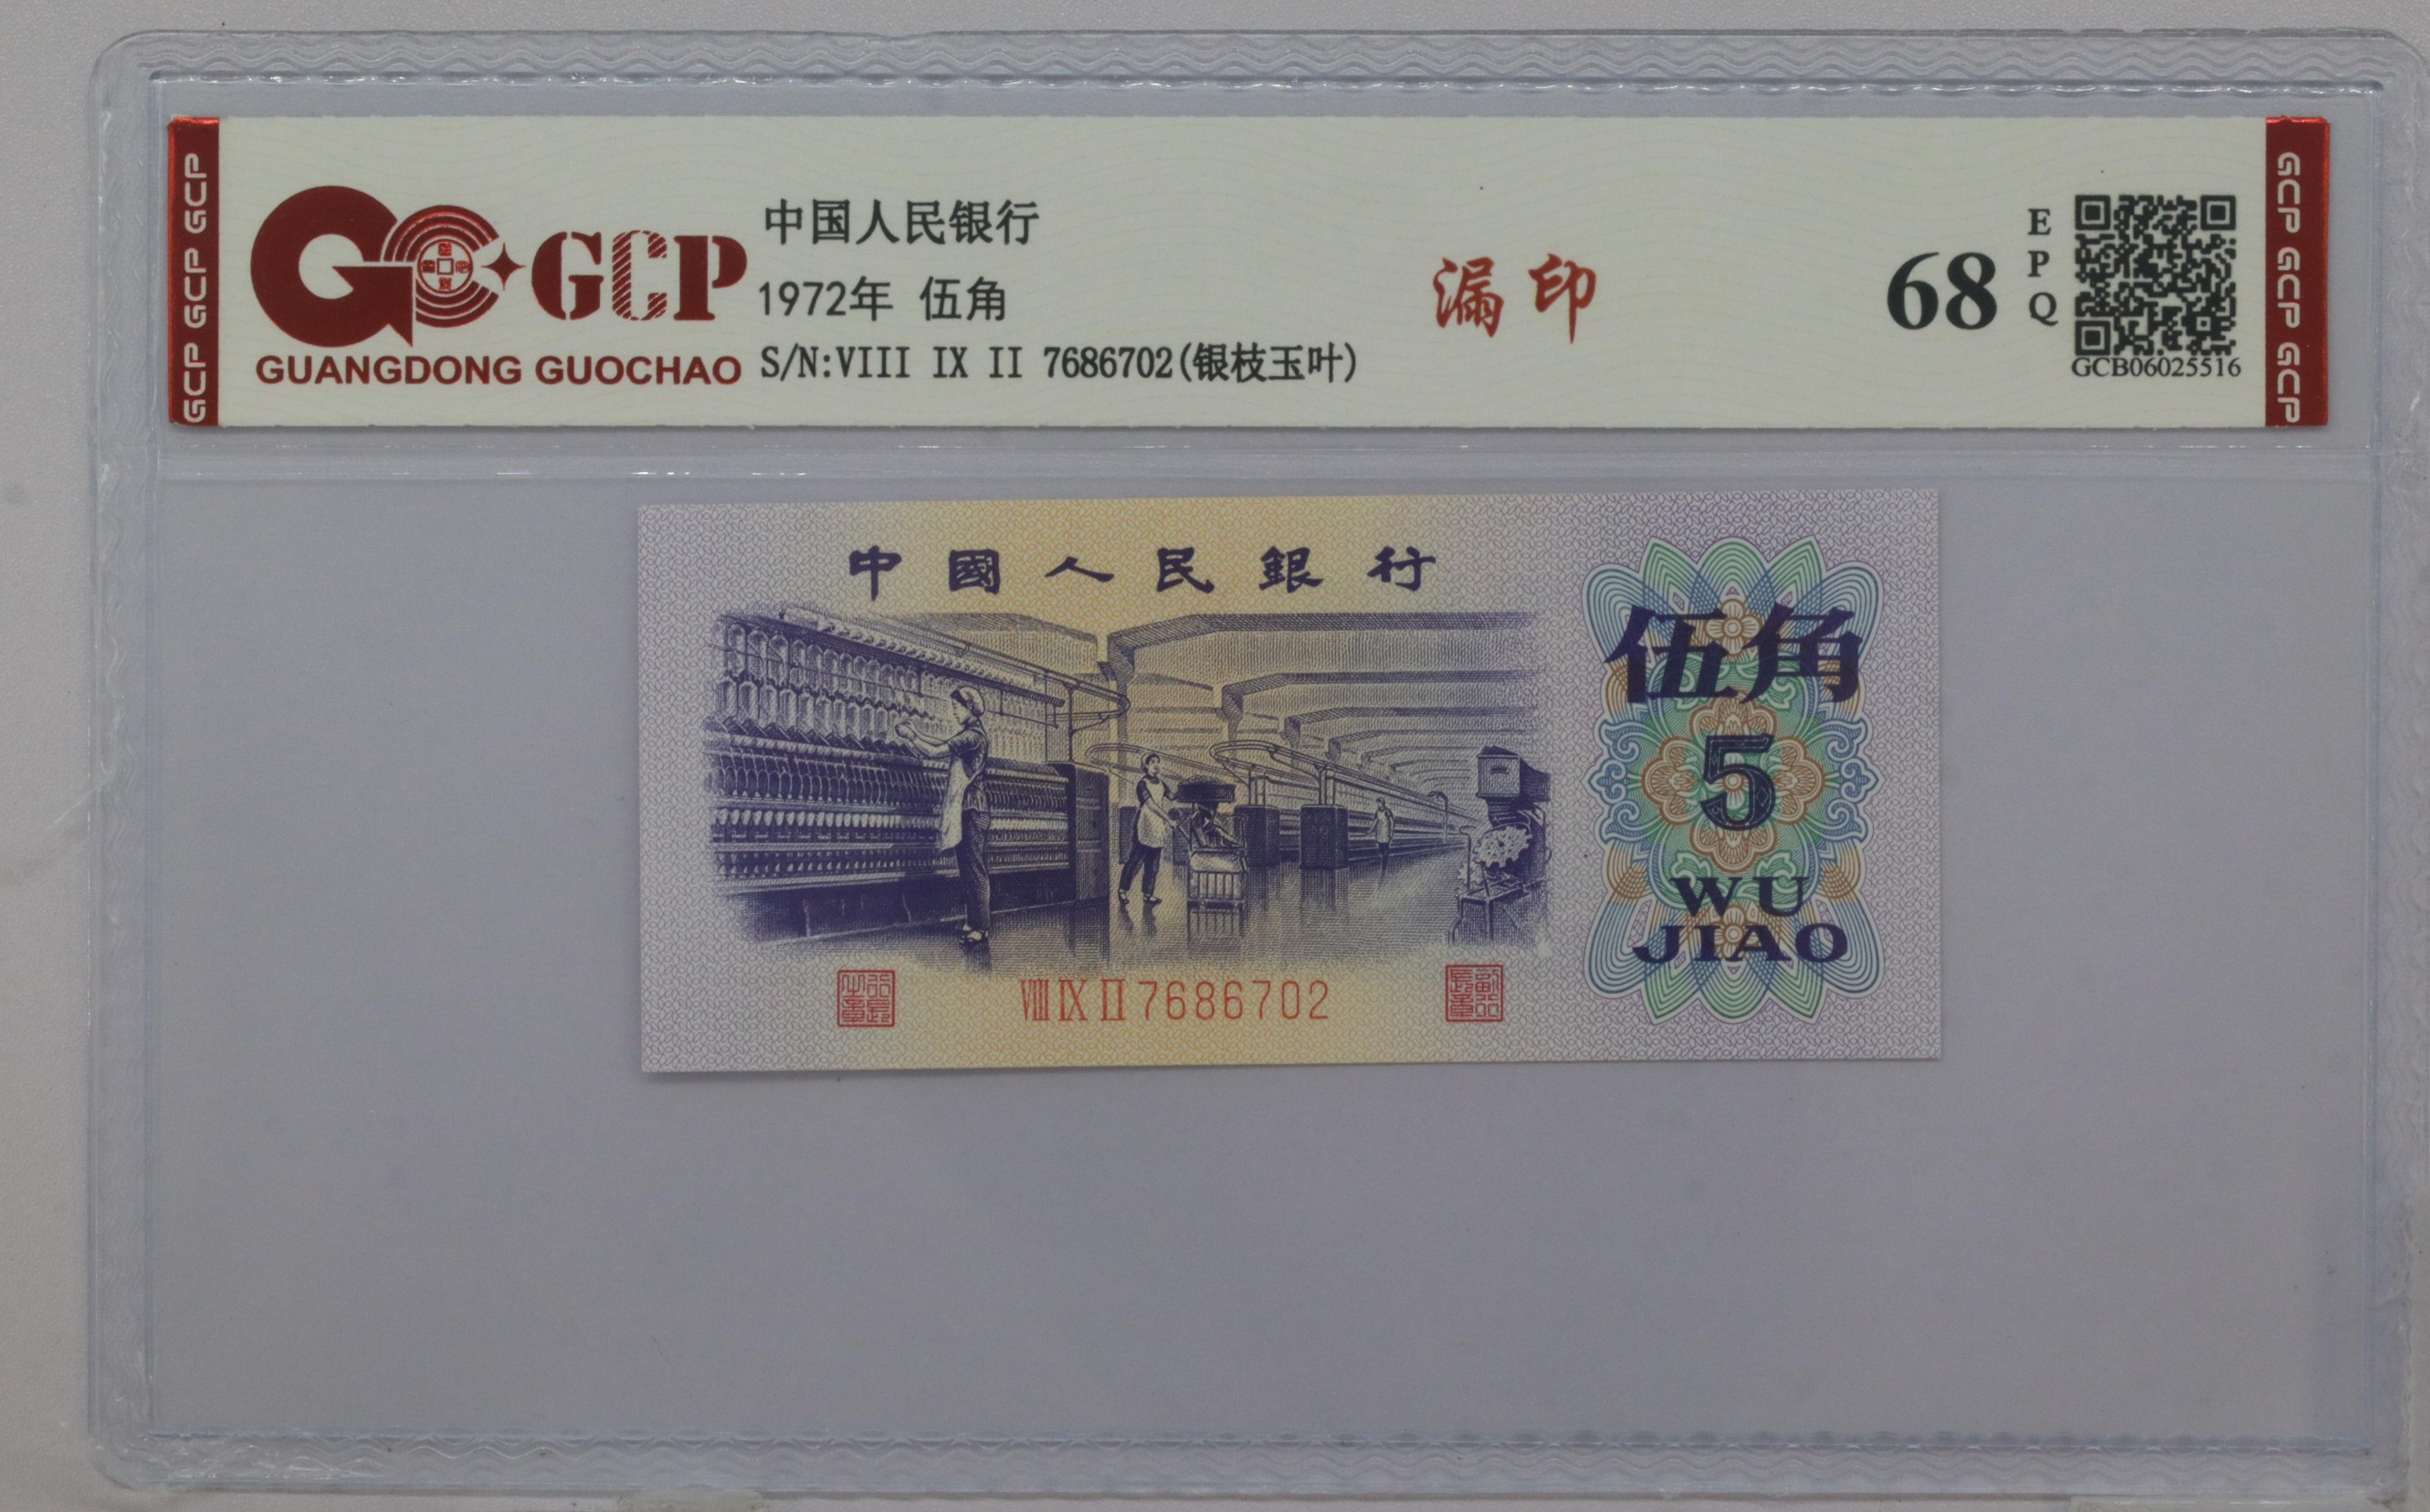 GCP GCP GCP
GCP
GUANGDONG GUOCHAO
中国人民银行
1972年 伍角
S/N:VIII IX II 7686702(银枝玉叶)
漏印
68
EPQ
GCB06025516
GCP GCP GCP
中國人民銀行
伍角
5
WU
JIAO
VIII IX II 7686702